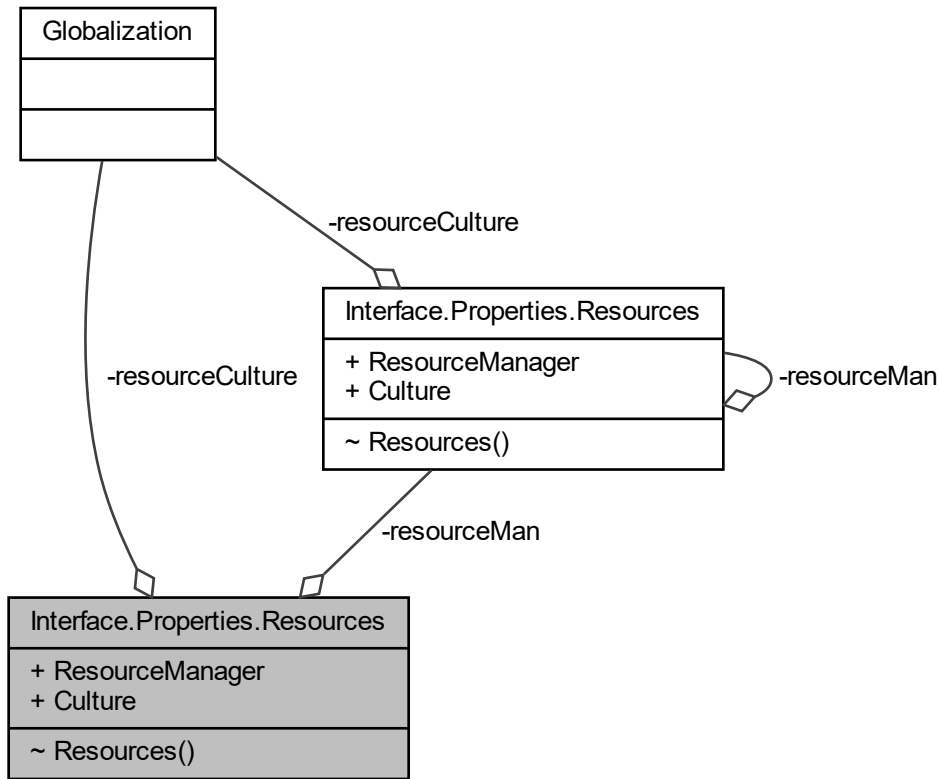 Globalization
-resourceCulture
Interface.Properties.Resources
+ ResourceManager
+ Culture
~ Resources()
-resourceCulture
-resourceMan
-resourceMan
Interface.Properties.Resources
+ ResourceManager
+ Culture
~ Resources()